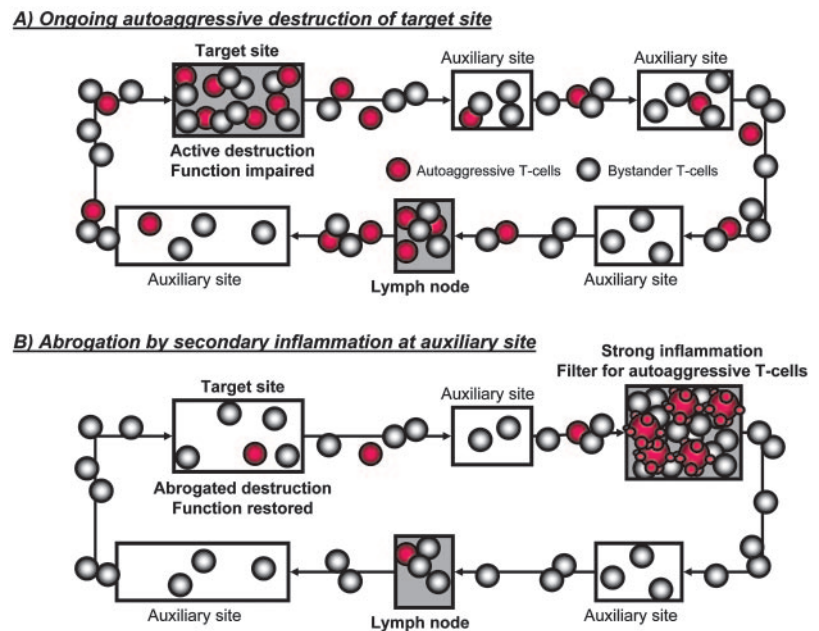 A) Ongoing autoaggressive destruction of target site
Target site
Auxiliary site
Auxiliary site
Active destruction
Function impaired
Autoaggressive T-cells
Bystander T-cells
Auxiliary site
Lymph node
Auxiliary site
B) Abrogation by secondary inflammation at auxiliary site
Strong inflammation
Filter for autoaggressive T-cells
Target site
Auxiliary site
Abrogated destruction
Function restored
Auxiliary site
Lymph node
Auxiliary site